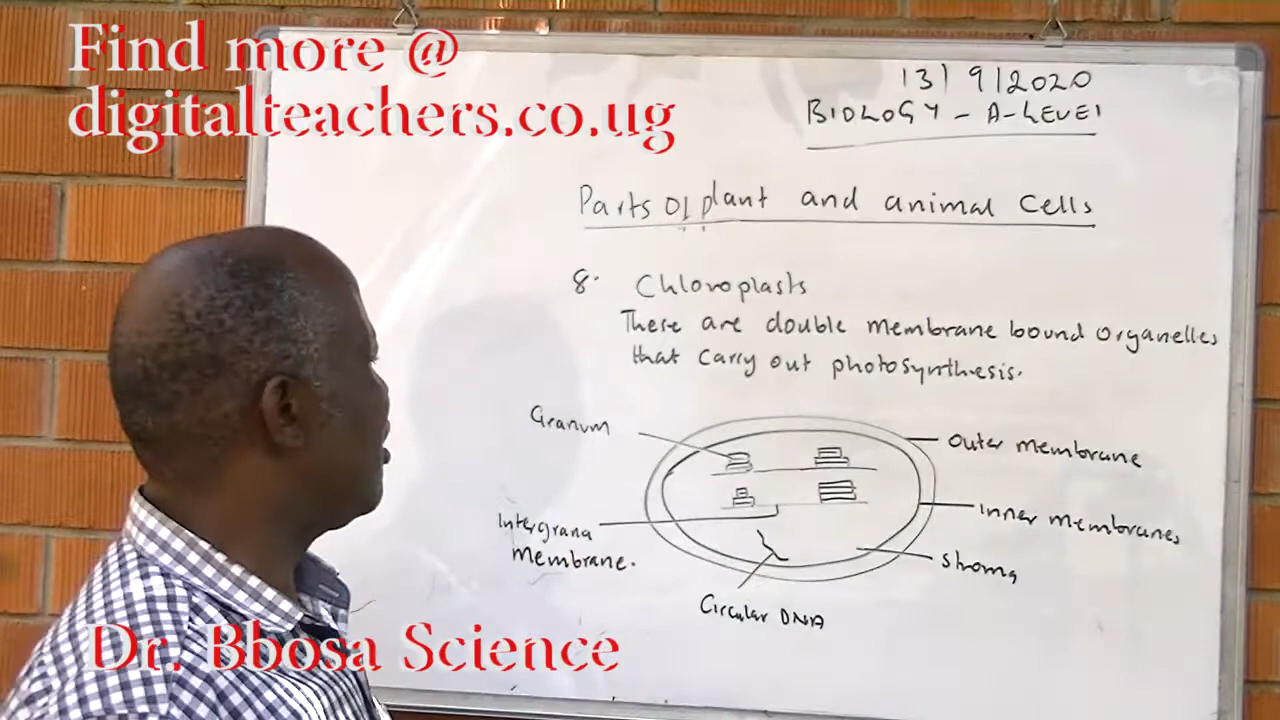 Find more @
digitalteachers.co.ug
13/9/2020
BIOLOGY - A-LEVEL
Parts of plant and animal cells
8. Chloroplasts
These are double membrane bound organelles
that carry out photosynthesis.
Granum
Outer membrane
Inner membranes
Intergrana
membrane.
Stroma
Circular DNA
Dr. Bbosa Science